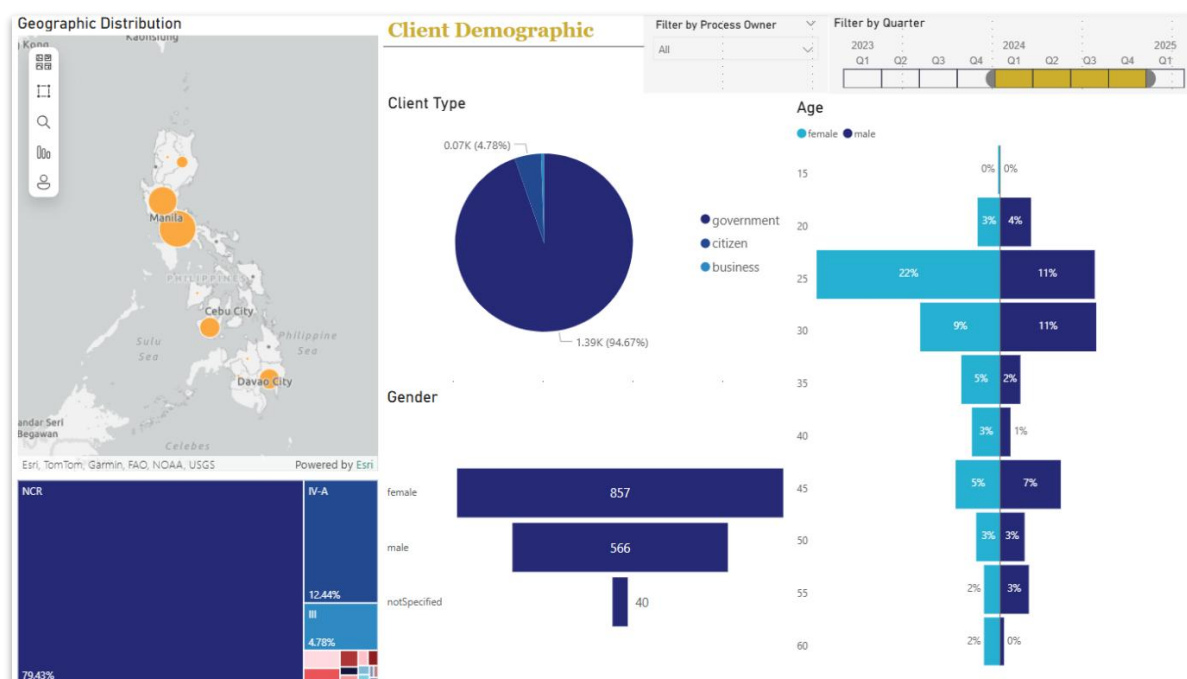 Geographic Distribution
Kaohsiung
Manila
PHILIPPINES
Cebu City
Sulu
Sea
Philippine
Sea
Davao City
andar Seri
Begawan
Celebes
Esri, TomTom, Garmin, FAO, NOAA, USGS
Powered by Esri
NCR
79.43%
IV-A
12.44%
III
4.78%
Client Demographic
Filter by Process Owner
All
Filter by Quarter
2023 2024 2025
Q1 Q2 Q3 Q4 Q1 Q2 Q3 Q4 Q1
Client Type
0.07K (4.78%)
1.39K (94.67%)
government
citizen
business
Gender
female 857
male 566
notSpecified 40
Age
female male
15 0% 0%
20 3% 4%
25 22% 11%
30 9% 11%
35 5% 2%
40 3% 1%
45 5% 7%
50 3% 3%
55 2% 3%
60 2% 0%